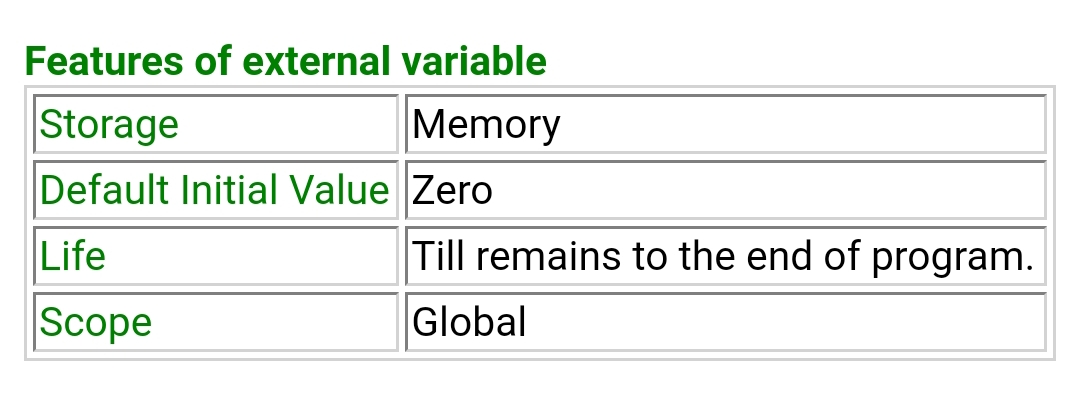 Features of external variable
Storage Memory
Default Initial Value Zero
Life Till remains to the end of program.
Scope Global